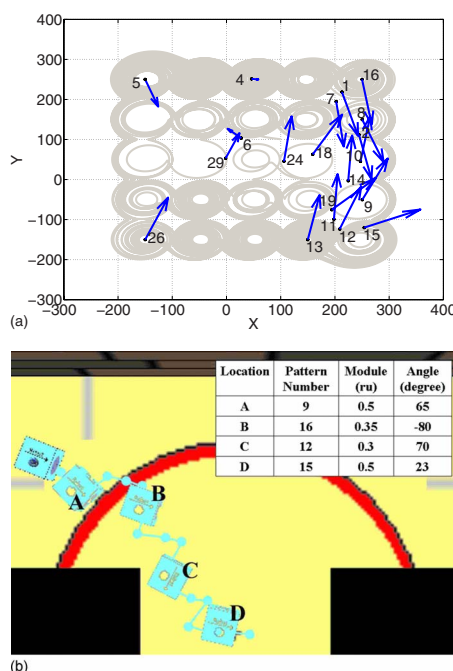 400
300
200
100
0
−100
−200
−300
Y
−300 −200 −100 0 100 200 300 400
X
5
4
1
16
7
8
2
6
29
24
18
10
14
19
9
11
12
15
13
26
(a)
Location Pattern Number Module (ru) Angle (degree)
A 9 0.5 65
B 16 0.35 -80
C 12 0.3 70
D 15 0.5 23
A
B
C
D
(b)